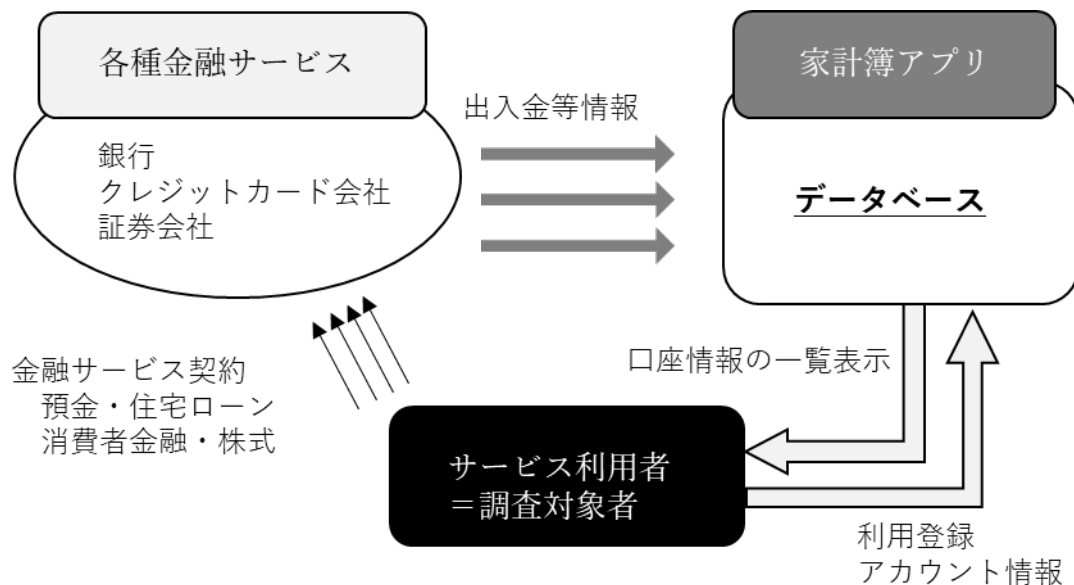 各種金融サービス
銀行
クレジットカード会社
証券会社
出入金等情報
家計簿アプリ
データベース
金融サービス契約
預金・住宅ローン
消費者金融・株式
口座情報の一覧表示
サービス利用者
＝調査対象者
利用登録
アカウント情報